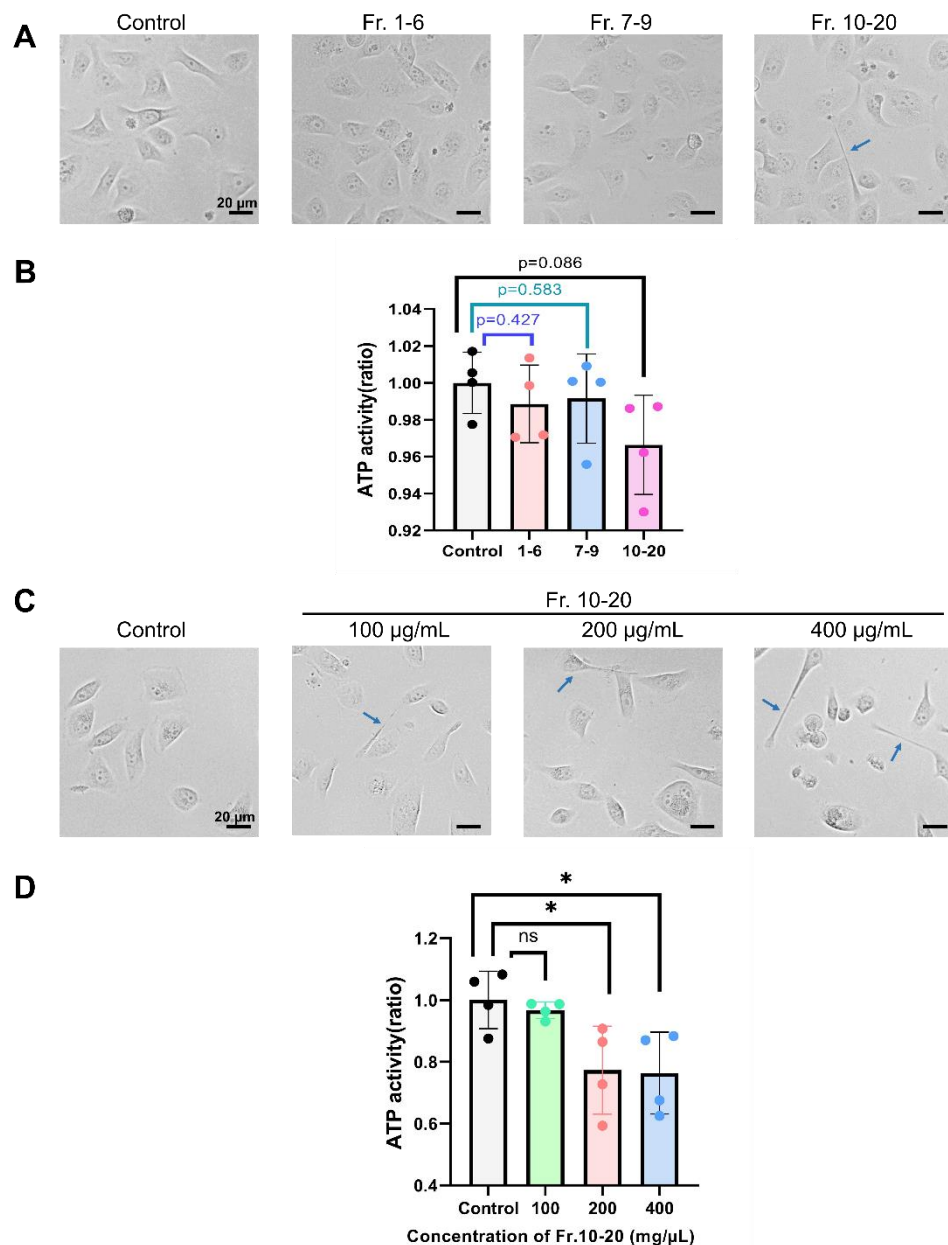 A
Control
Fr. 1-6
Fr. 7-9
Fr. 10-20
20 µm
B
p=0.086
p=0.583
p=0.427
1.04
1.02
1.00
0.98
0.96
0.94
0.92
ATP activity(ratio)
Control 1-6 7-9 10-20
C
Fr. 10-20
Control
100 µg/mL
200 µg/mL
400 µg/mL
20 µm
D
*
*
ns
1.2
1.0
0.8
0.6
0.4
ATP activity(ratio)
Control 100 200 400
Concentration of Fr.10-20 (mg/µL)